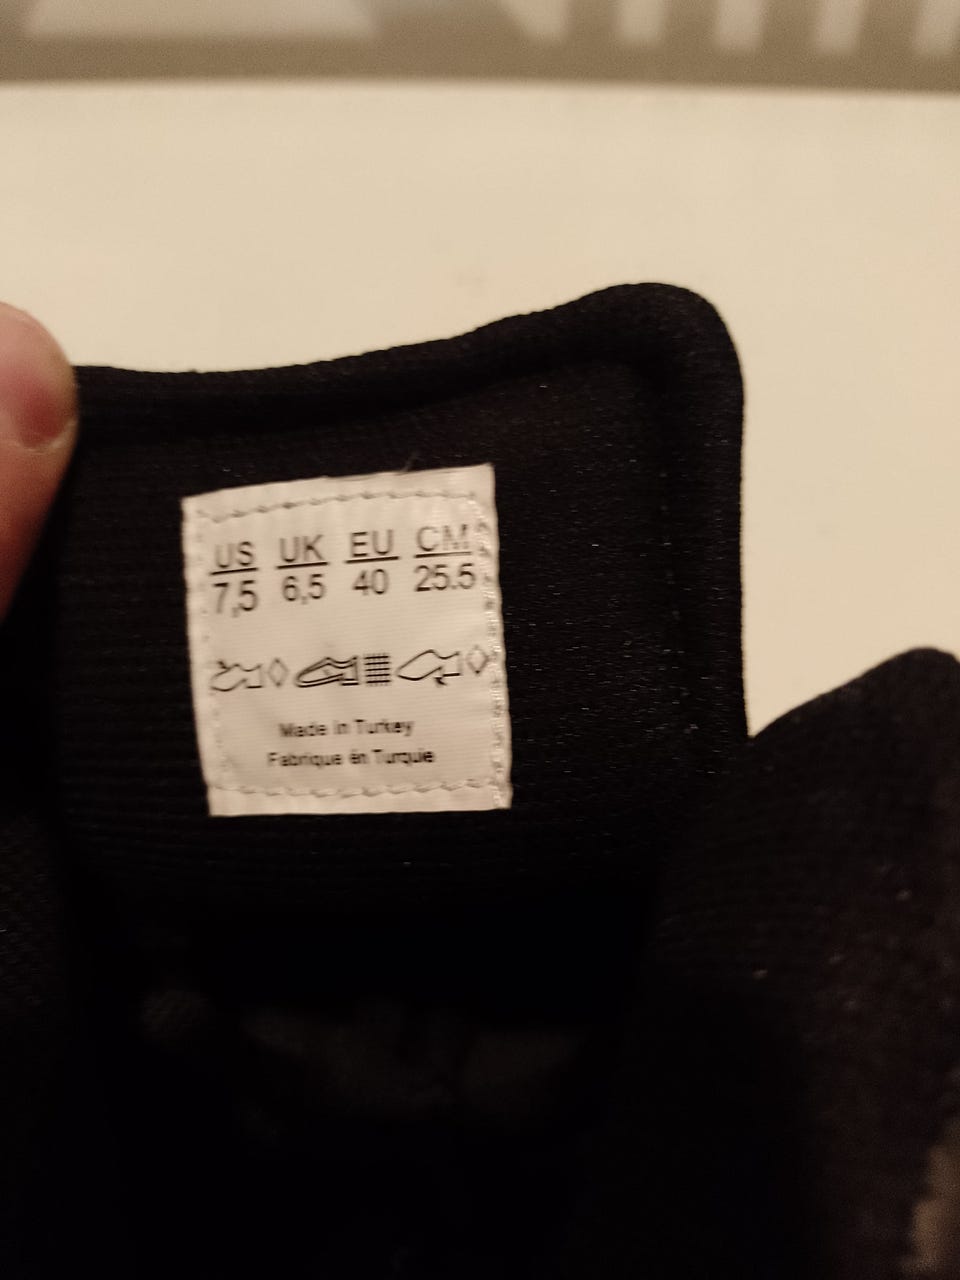 US UK EU CM
7,5 6,5 40 25.5
Made in Turkey
Fabrique én Turquie